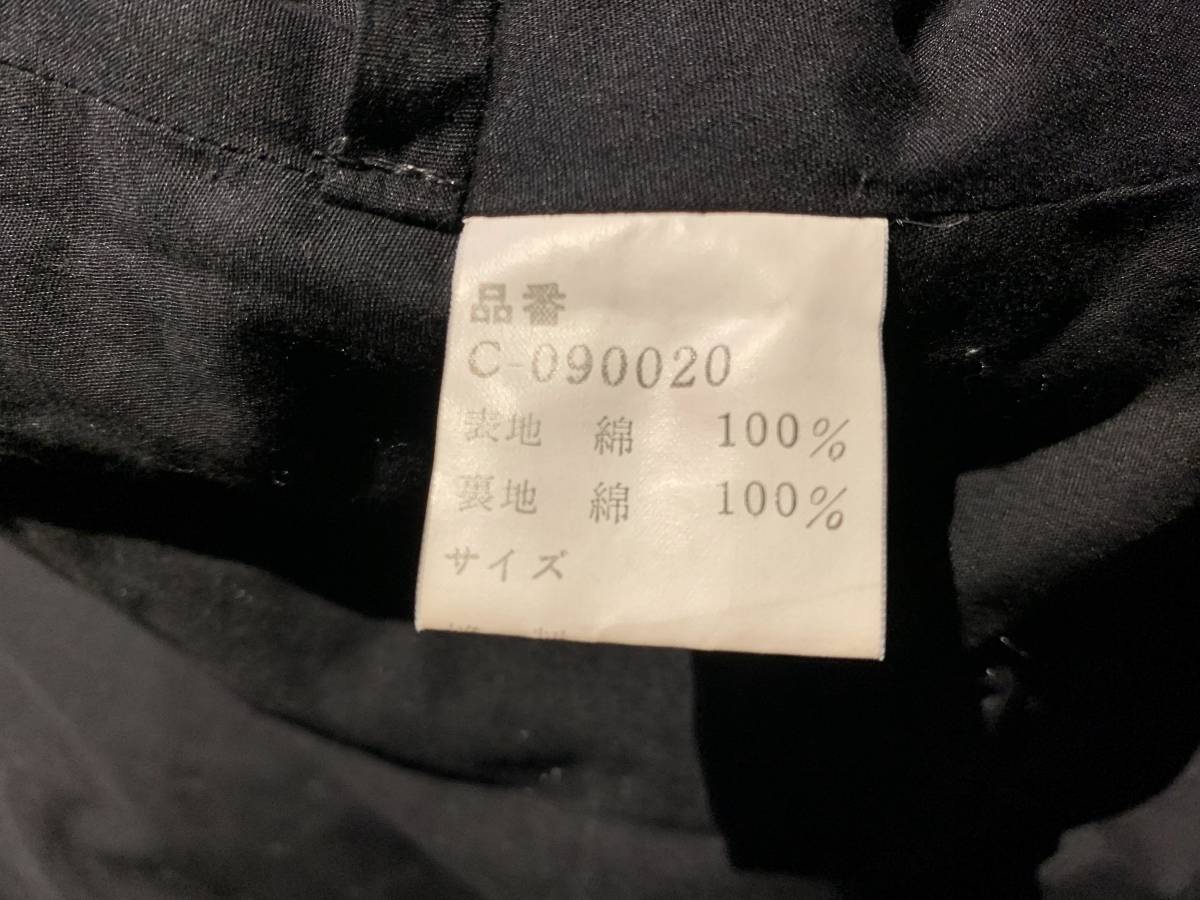 品番
C-090020
表地 綿 100%
裏地 綿 100%
サイズ